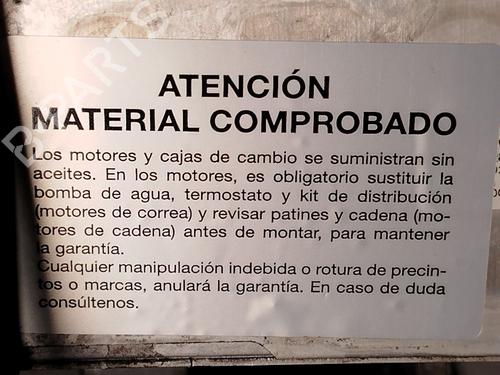 ATENCIÓN
MATERIAL COMPROBADO
Los motores y cajas de cambio se suministran sin
aceites. En los motores, es obligatorio sustituir la
bomba de agua, termostato y kit de distribución
(motores de correa) y revisar patines y cadena (mo-
tores de cadena) antes de montar, para mantener
la garantía.
Cualquier manipulación indebida o rotura de precin-
tos o marcas, anulará la garantía. En caso de duda
consúltenos.